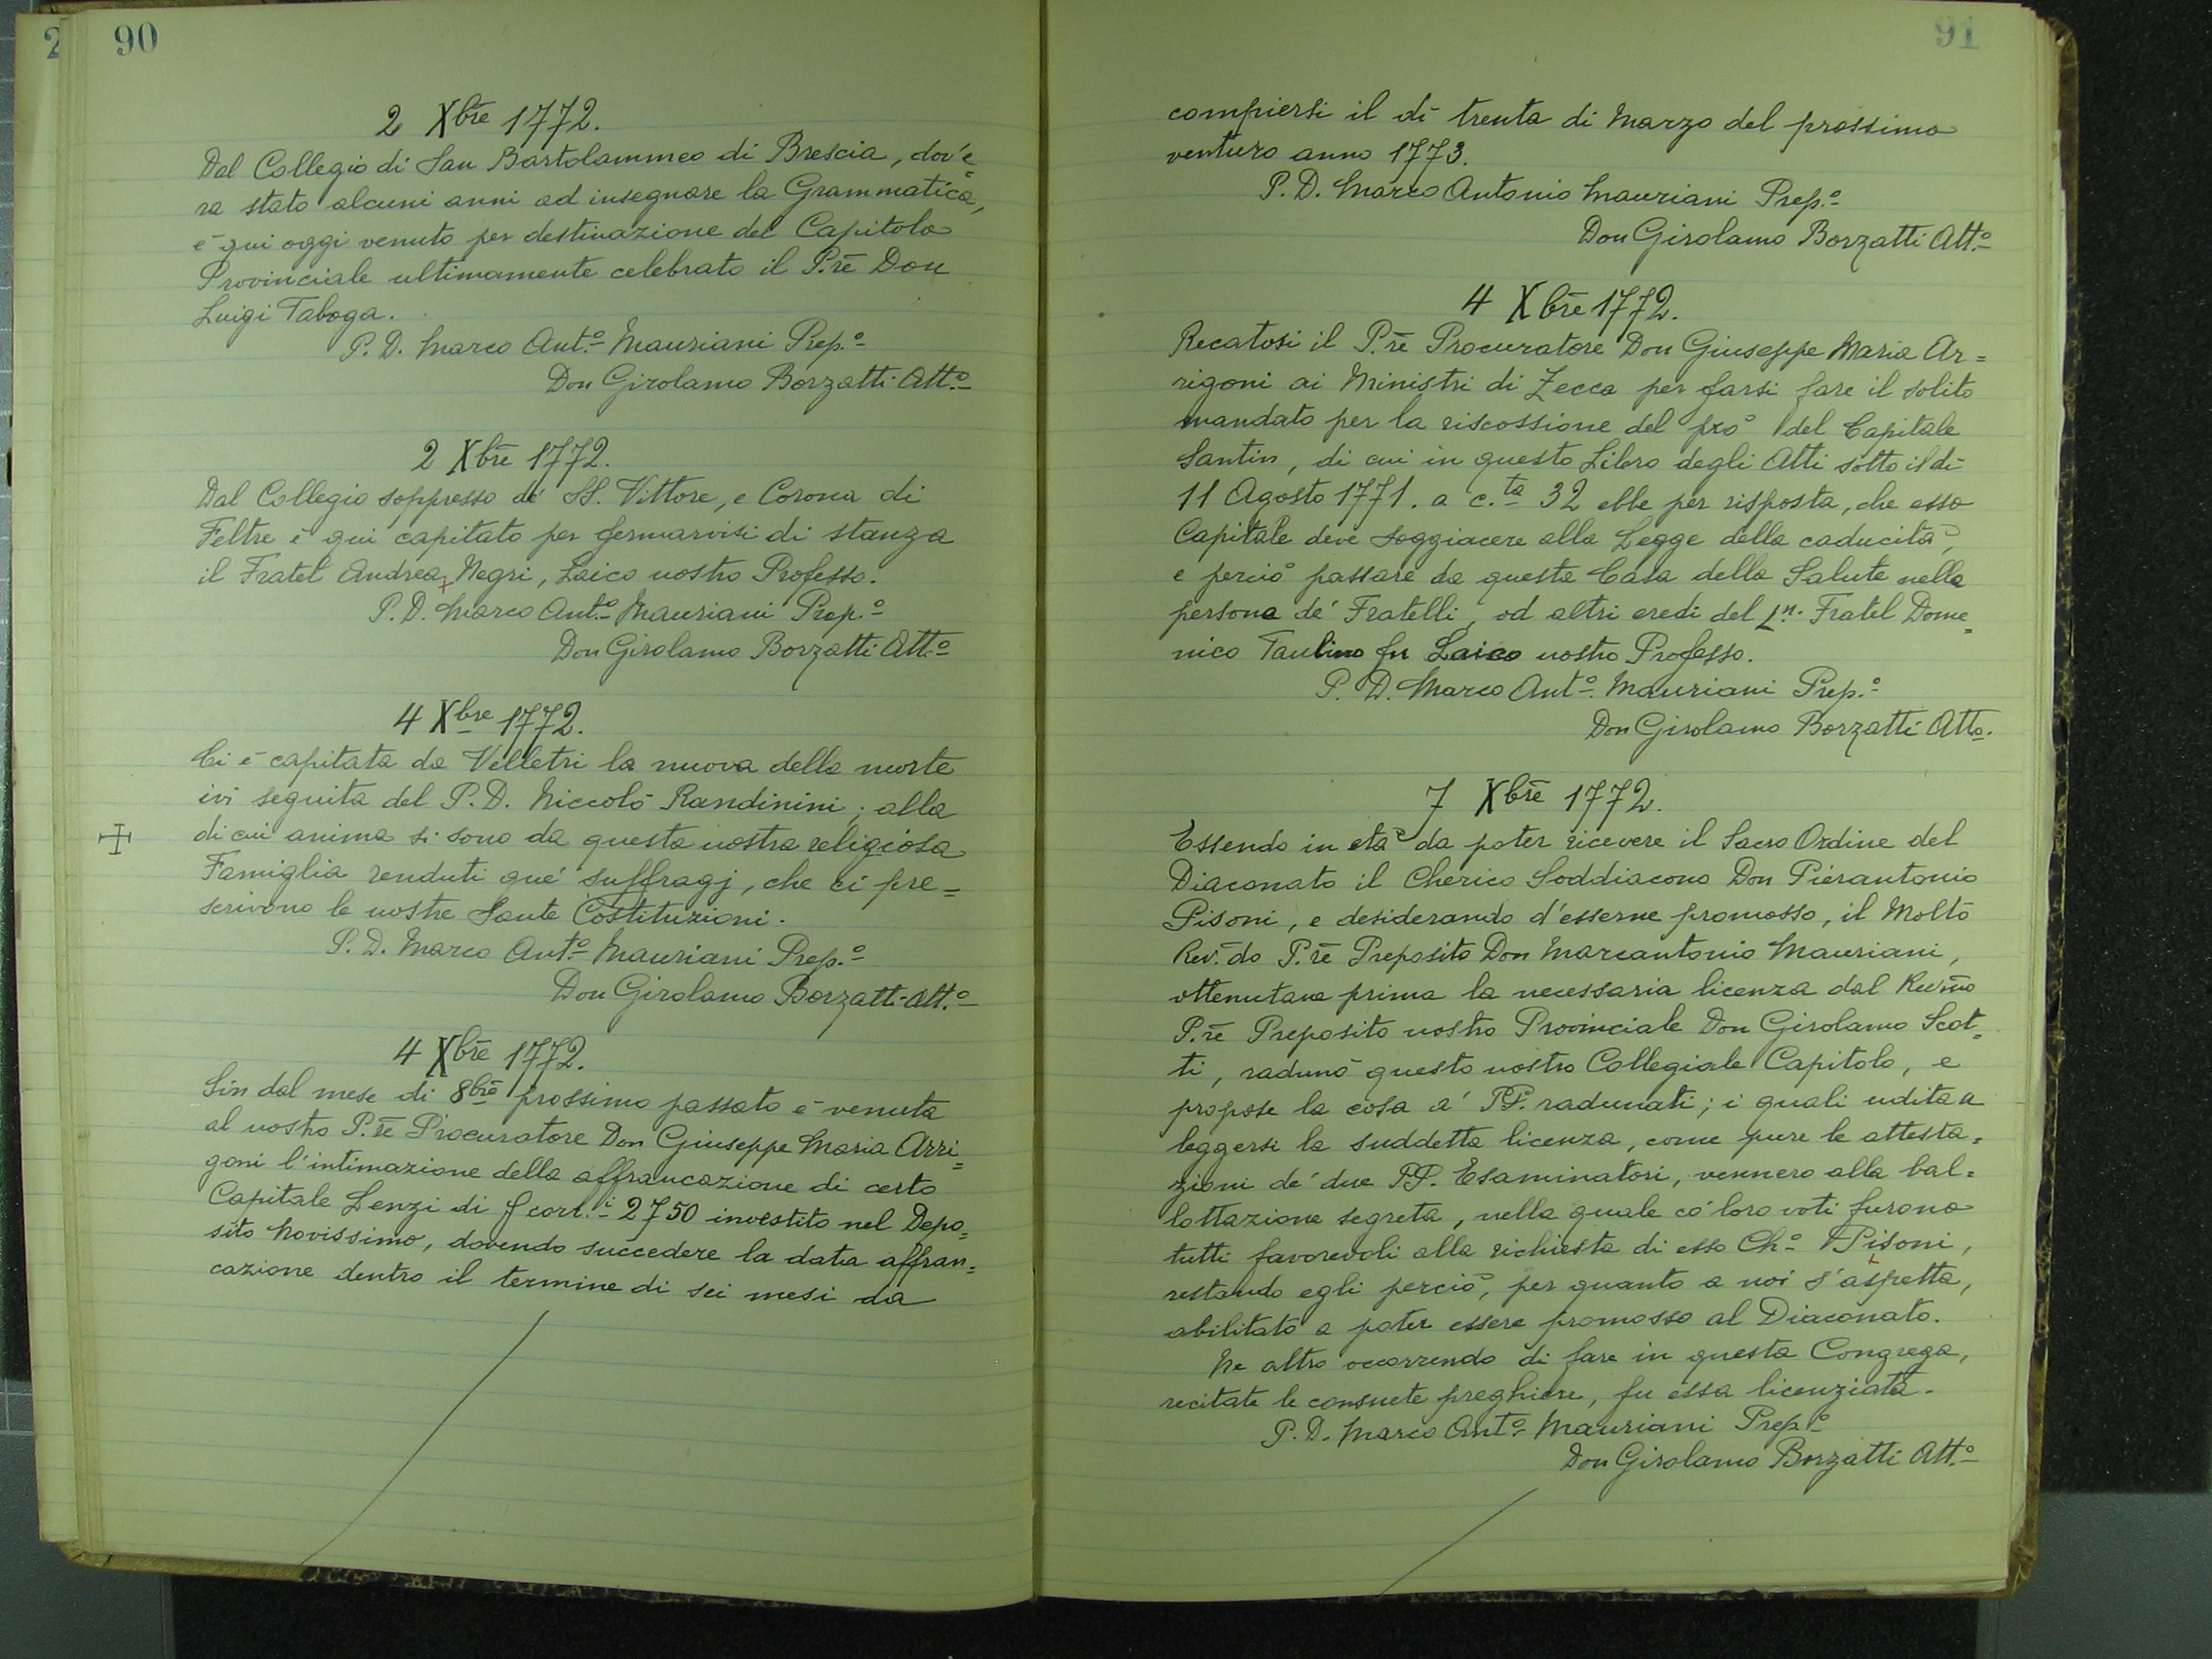 90
2 Xbre 1772.
Dal Collegio di San Bartolammeo di Brescia, dov'e=
ra stato alcuni anni ad insegnare la Grammatica,
è qui oggi venuto per destinazione del Capitolo
Provinciale ultimamente celebrato il P.re Don
Luigi Taboga.
P. D. Marco Ant.o Mauriani Prep.o
Don Girolamo Borzatti Att.o
2 Xbre 1772.
Dal Collegio soppresso de' SS. Vittore, e Corona di
Feltre è qui capitato per fermarvisi di stanza
il Fratel Andrea Negri, Laico nostro Professo.
P. D. Marco Ant.o Mauriani Prep.o
Don Girolamo Borzatti Att.o
4 Xbre 1772.
Ci è capitata da Velletri la nuova della morte
ivi seguita del P. D. Niccolò Randinini; alla
di cui anima si sono da questa nostra religiosa
Famiglia renduti que' suffragj, che ci pre=
scrivono le nostre Sante Costituzioni.
P. D. Marco Ant.o Mauriani Prep.o
Don Girolamo Borzatti Att.o
4 Xbre 1772.
Sin dal mese di 8bre prossimo passato è venuta
al nostro P.re Procuratore Don Giuseppe Maria Arri=
goni l'intimazione della affrancazione di certo
Capitale Lenzi di f corr.i 2750 investito nel Depo=
sito Novissimo, dovendo succedere la data affran=
cazione dentro il termine di sei mesi da
91
compiersi il dì trenta di Marzo del prossimo
venturo anno 1773.
P. D. Marco Antonio Mauriani Prep.o
Don Girolamo Borzatti Att.o
4 Xbre 1772.
Recatosi il P.re Procuratore Don Giuseppe Maria Ar=
rigoni ai Ministri di Zecca per farsi fare il solito
mandato per la riscossione del prò del Capitale
Santin, di cui in questo Libro degli Atti sotto il dì
11 Agosto 1771. a c.ta 32 ebbe per risposta, che esso
Capitale deve soggiacere alla Legge della caducità,
e perciò passare da questa Casa della Salute nella
persona de' Fratelli, od altri eredi del Fratel Dome=
nico Taulino fu Laico nostro Professo.
P. D. Marco Ant.o Mauriani Prep.o
Don Girolamo Borzatti Atto.
7 Xbre 1772.
Essendo in età da poter ricevere il Sacro Ordine del
Diaconato il Cherico Soddiacono Don Pierantonio
Pisoni, e desiderando d'esserne promosso, il Molto
Rev.do P.re Preposito Don Marcantonio Mauriani,
ottenutane prima la necessaria licenza dal Revmo
P.re Preposito nostro Provinciale Don Girolamo Scot=
ti, radunò questo nostro Collegiale Capitolo, e
propose la cosa a' PP. radunati; i quali udita a
leggersi la suddetta licenza, come pure le attesta=
zioni de' due PP. Esaminatori, vennero alla bal=
lottazione segreta, nella quale co' loro voti furono
tutti favorevoli alla richiesta di esso Ch.o Pisoni,
restando egli perciò, per quanto a noi s'aspetta,
abilitato a poter essere promosso al Diaconato.
Ne altro occorrendo di fare in questa Congrega,
recitate le consuete preghiere, fu essa licenziata.
P. D. Marco Ant.o Mauriani Prep.o
Don Girolamo Borzatti Att.o